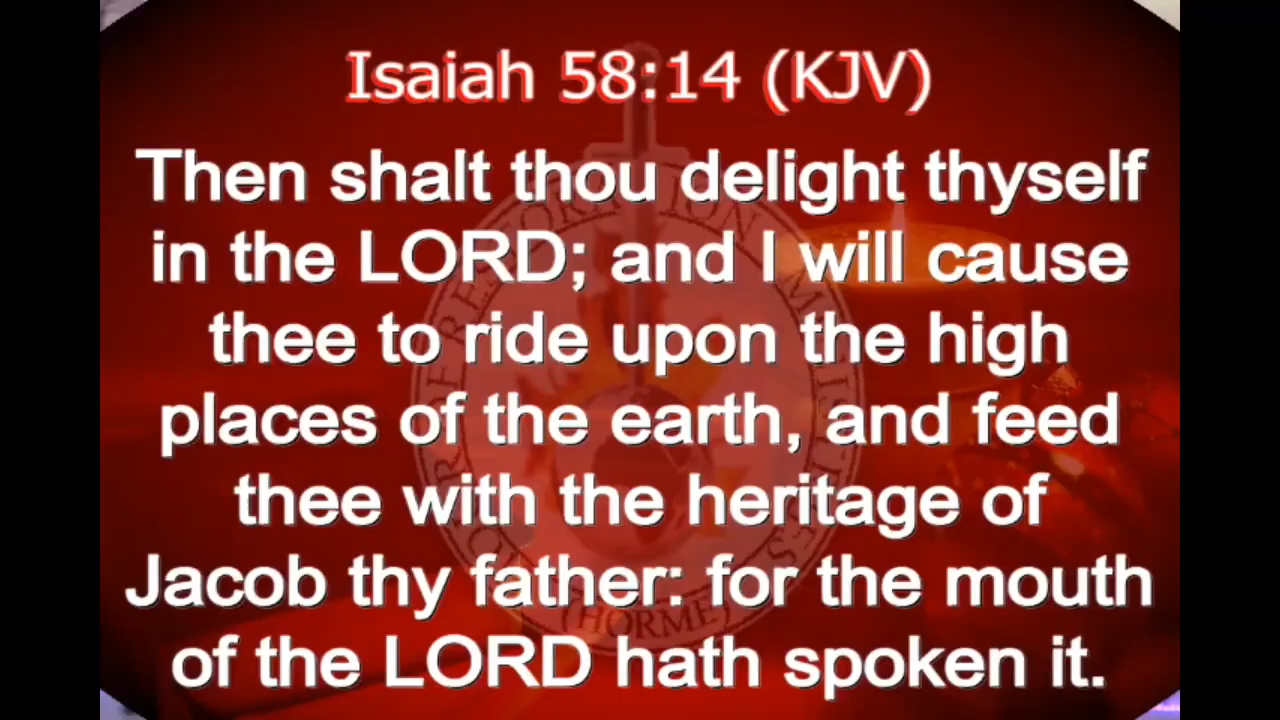 Isaiah 58:14 (KJV)
Then shalt thou delight thyself
in the LORD; and I will cause
thee to ride upon the high
places of the earth, and feed
thee with the heritage of
Jacob thy father: for the mouth
of the LORD hath spoken it.
(HORME)